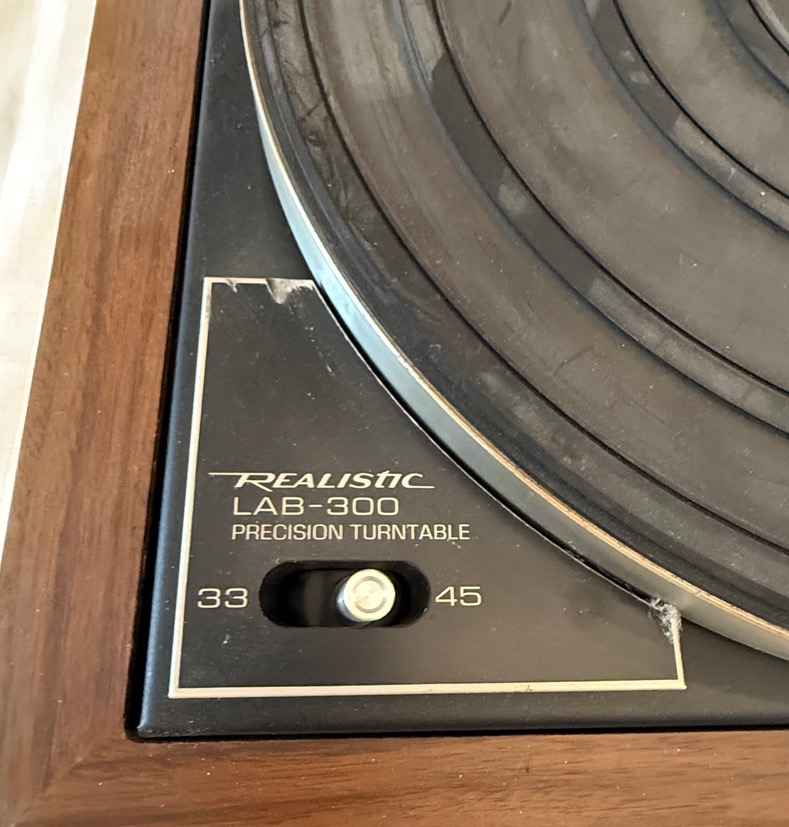 REALISTIC
LAB-300
PRECISION TURNTABLE
33 45